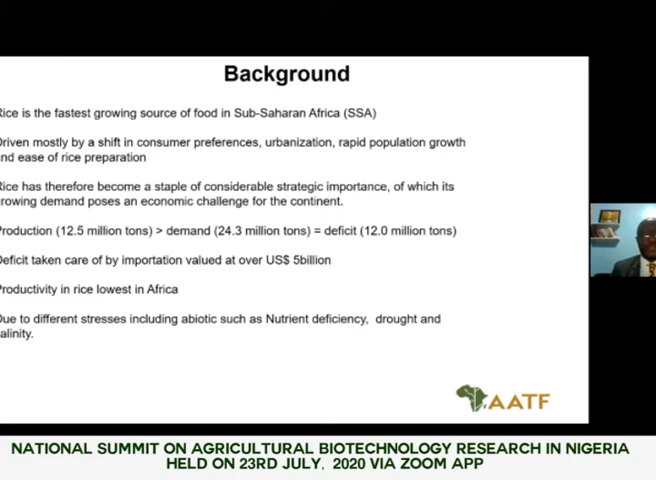 Background
Rice is the fastest growing source of food in Sub-Saharan Africa (SSA)
Driven mostly by a shift in consumer preferences, urbanization, rapid population growth
and ease of rice preparation
Rice has therefore become a staple of considerable strategic importance, of which its
growing demand poses an economic challenge for the continent.
Production (12.5 million tons) > demand (24.3 million tons) = deficit (12.0 million tons)
Deficit taken care of by importation valued at over US$ 5billion
Productivity in rice lowest in Africa
Due to different stresses including abiotic such as Nutrient deficiency, drought and
salinity.
AATF
NATIONAL SUMMIT ON AGRICULTURAL BIOTECHNOLOGY RESEARCH IN NIGERIA
HELD ON 23RD JULY, 2020 VIA ZOOM APP